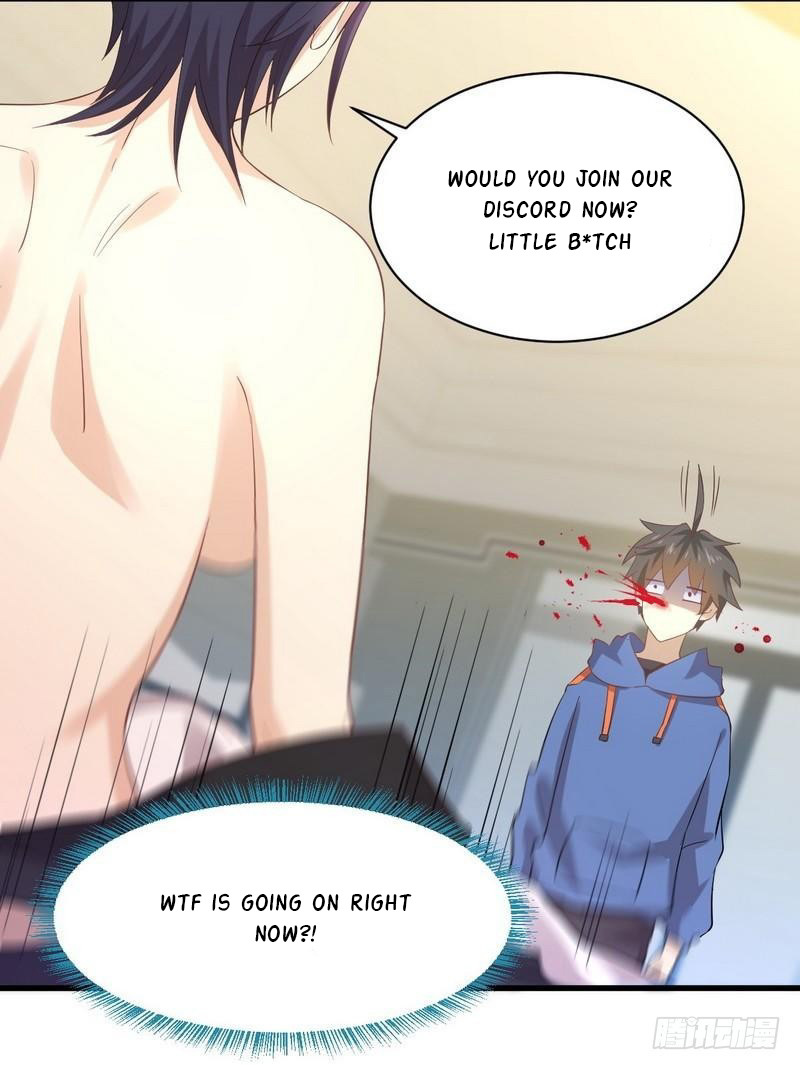 WOULD YOU JOIN OUR
DISCORD NOW?
LITTLE B*TCH
WTF IS GOING ON RIGHT
NOW?!
腾讯动漫